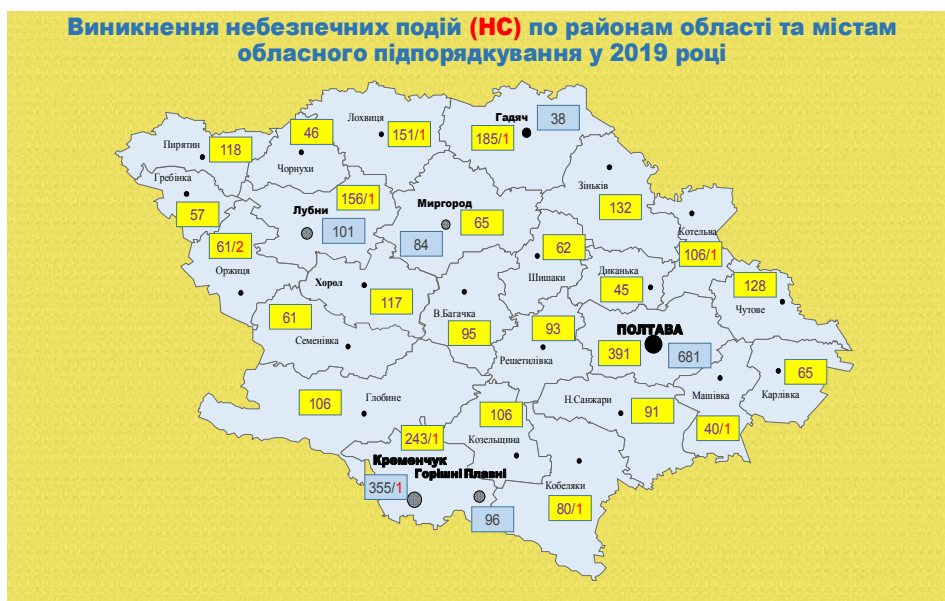 Виникнення небезпечних подій (НС) по районам області та містам
обласного підпорядкування у 2019 році
Лохвиця
Гадяч
38
46
151/1
185/1
Пирятин
118
Чорнухи
Гребінка
Зіньків
156/1
Миргород
132
57
Лубни
65
101
Котельва
61/2
84
62
106/1
Оржиця
Шишаки
Диканька
Хорол
128
45
117
Чутове
61
В.Багачка
93
ПОЛТАВА
95
Семенівка
391
681
Решетилівка
65
106
Глобине
106
Н.Санжари
91
Машівка
Карлівка
243/1
Козельщина
40/1
Кременчук
Горішні Плавні
355/1
Кобеляки
80/1
96